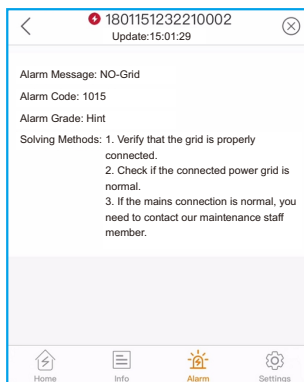 1801151232210002
Update:15:01:29
Alarm Message: NO-Grid
Alarm Code: 1015
Alarm Grade: Hint
Solving Methods: 1. Verify that the grid is properly
connected.
2. Check if the connected power grid is
normal.
3. If the mains connection is normal, you
need to contact our maintenance staff
member.
Home Info Alarm Settings